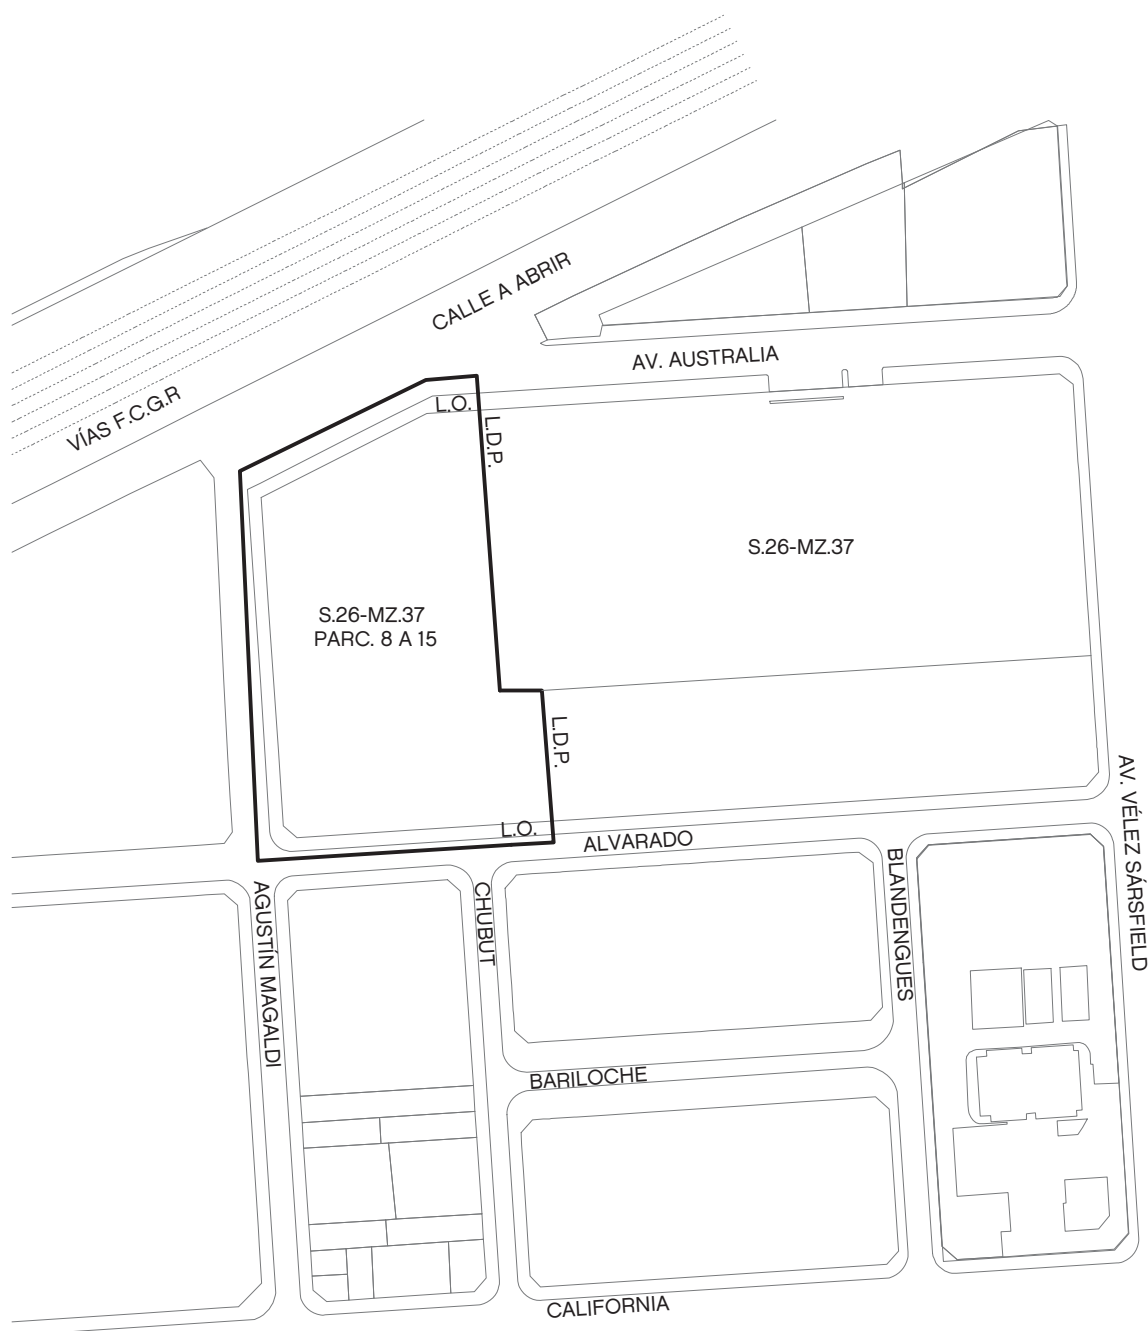 CALLE A ABRIR
AV. AUSTRALIA
VÍAS F.C.G.R
L.O.
L.D.P.
S.26-MZ.37
S.26-MZ.37
PARC. 8 A 15
L.D.P.
L.O.
ALVARADO
AV. VÉLEZ SÁRSFIELD
BLANDENGUES
CHUBUT
AGUSTÍN MAGALDI
BARILOCHE
CALIFORNIA